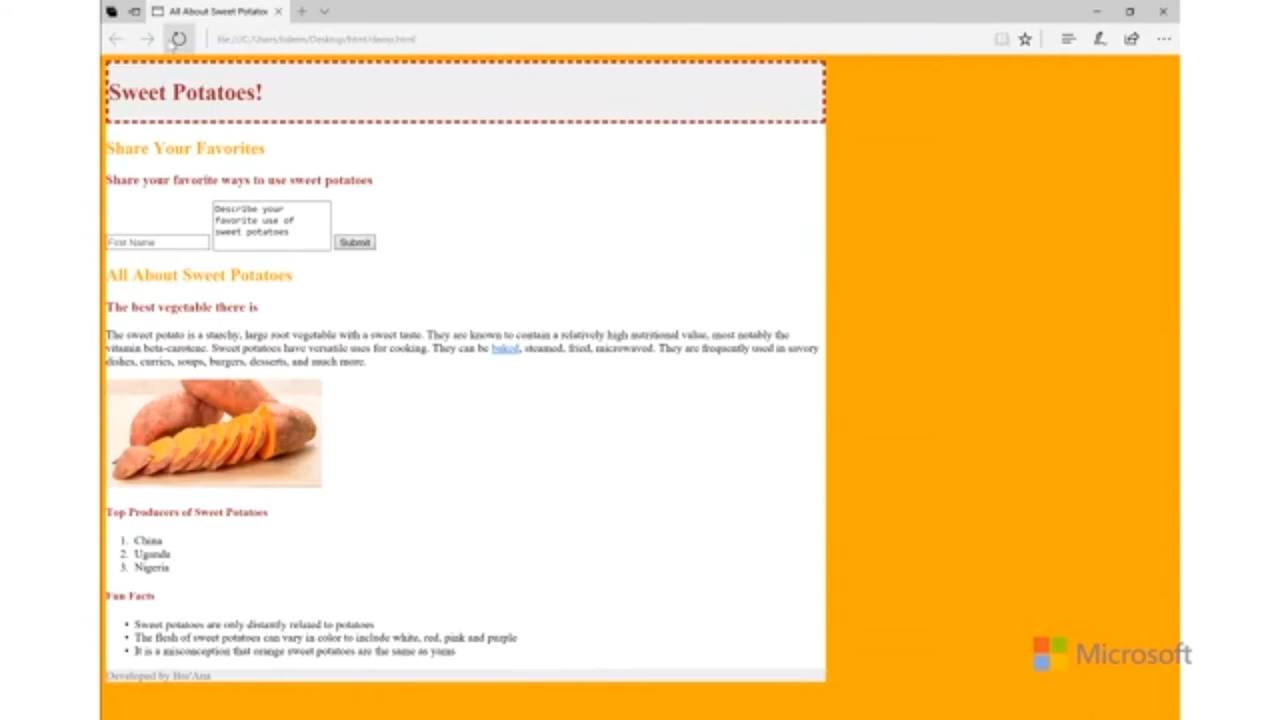 All About Sweet Potatoe
Sweet Potatoes!
Share Your Favorites
Share your favorite ways to use sweet potatoes
Describe your
favorite use of
sweet potatoes
First Name
Submit
All About Sweet Potatoes
The best vegetable there is
The sweet potato is a starchy, large root vegetable with a sweet taste. They are known to contain a relatively high nutritional value, most notably the
vitamin beta-carotene. Sweet potatoes have versatile uses for cooking. They can be baked, steamed, fried, microwaved. They are frequently used in savory
dishes, curries, soups, burgers, desserts, and much more.
Top Producers of Sweet Potatoes
1. China
2. Uganda
3. Nigeria
Fun Facts
• Sweet potatoes are only distantly related to potatoes
• The flesh of sweet potatoes can vary in color to include white, red, pink and purple
• It is a misconception that orange sweet potatoes are the same as yams
Microsoft
Developed by